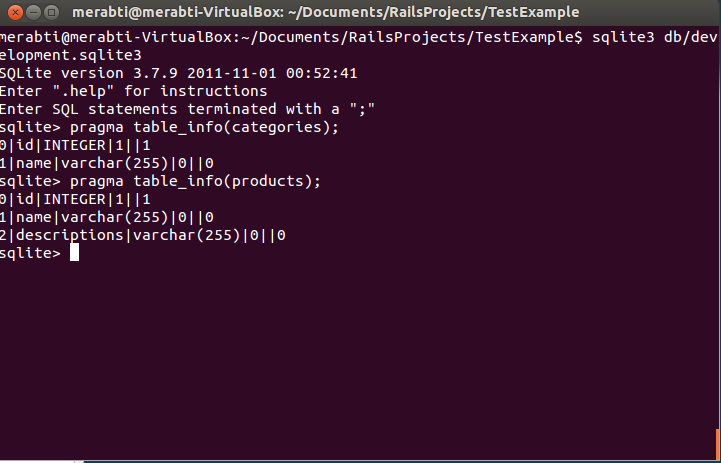 merabti@merabti-VirtualBox: ~/Documents/RailsProjects/TestExample
merabti@merabti-VirtualBox:~/Documents/RailsProjects/TestExample$ sqlite3 db/dev
elopment.sqlite3
SQLite version 3.7.9 2011-11-01 00:52:41
Enter ".help" for instructions
Enter SQL statements terminated with a ";"
sqlite> pragma table_info(categories);
0|id|INTEGER|1||1
1|name|varchar(255)|0||0
sqlite> pragma table_info(products);
0|id|INTEGER|1||1
1|name|varchar(255)|0||0
2|descriptions|varchar(255)|0||0
sqlite>